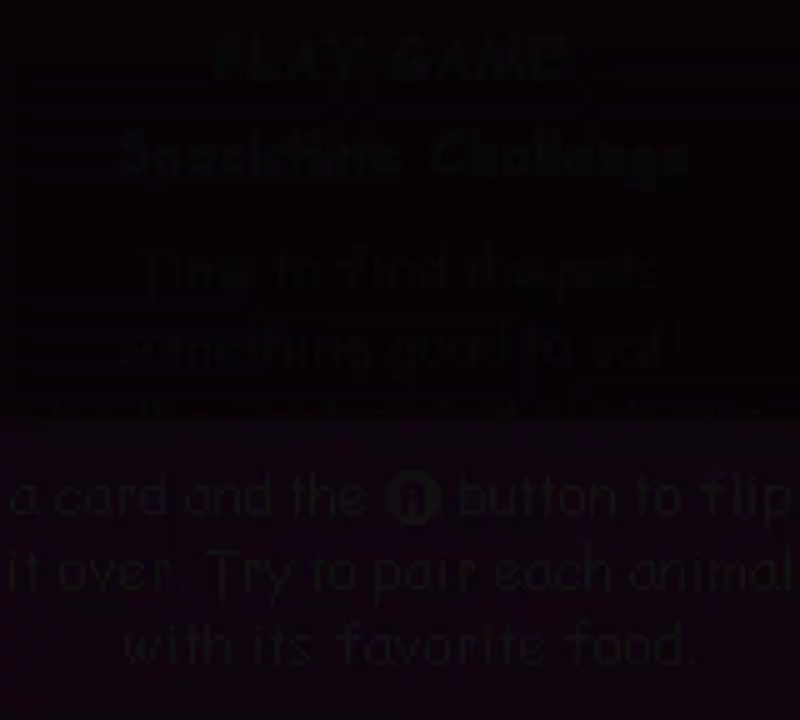 PLAY GAME
Snacktime Challenge
Time to find the pets
something good to eat!
a card and the button to flip
it over. Try to pair each animal
with its favorite food.